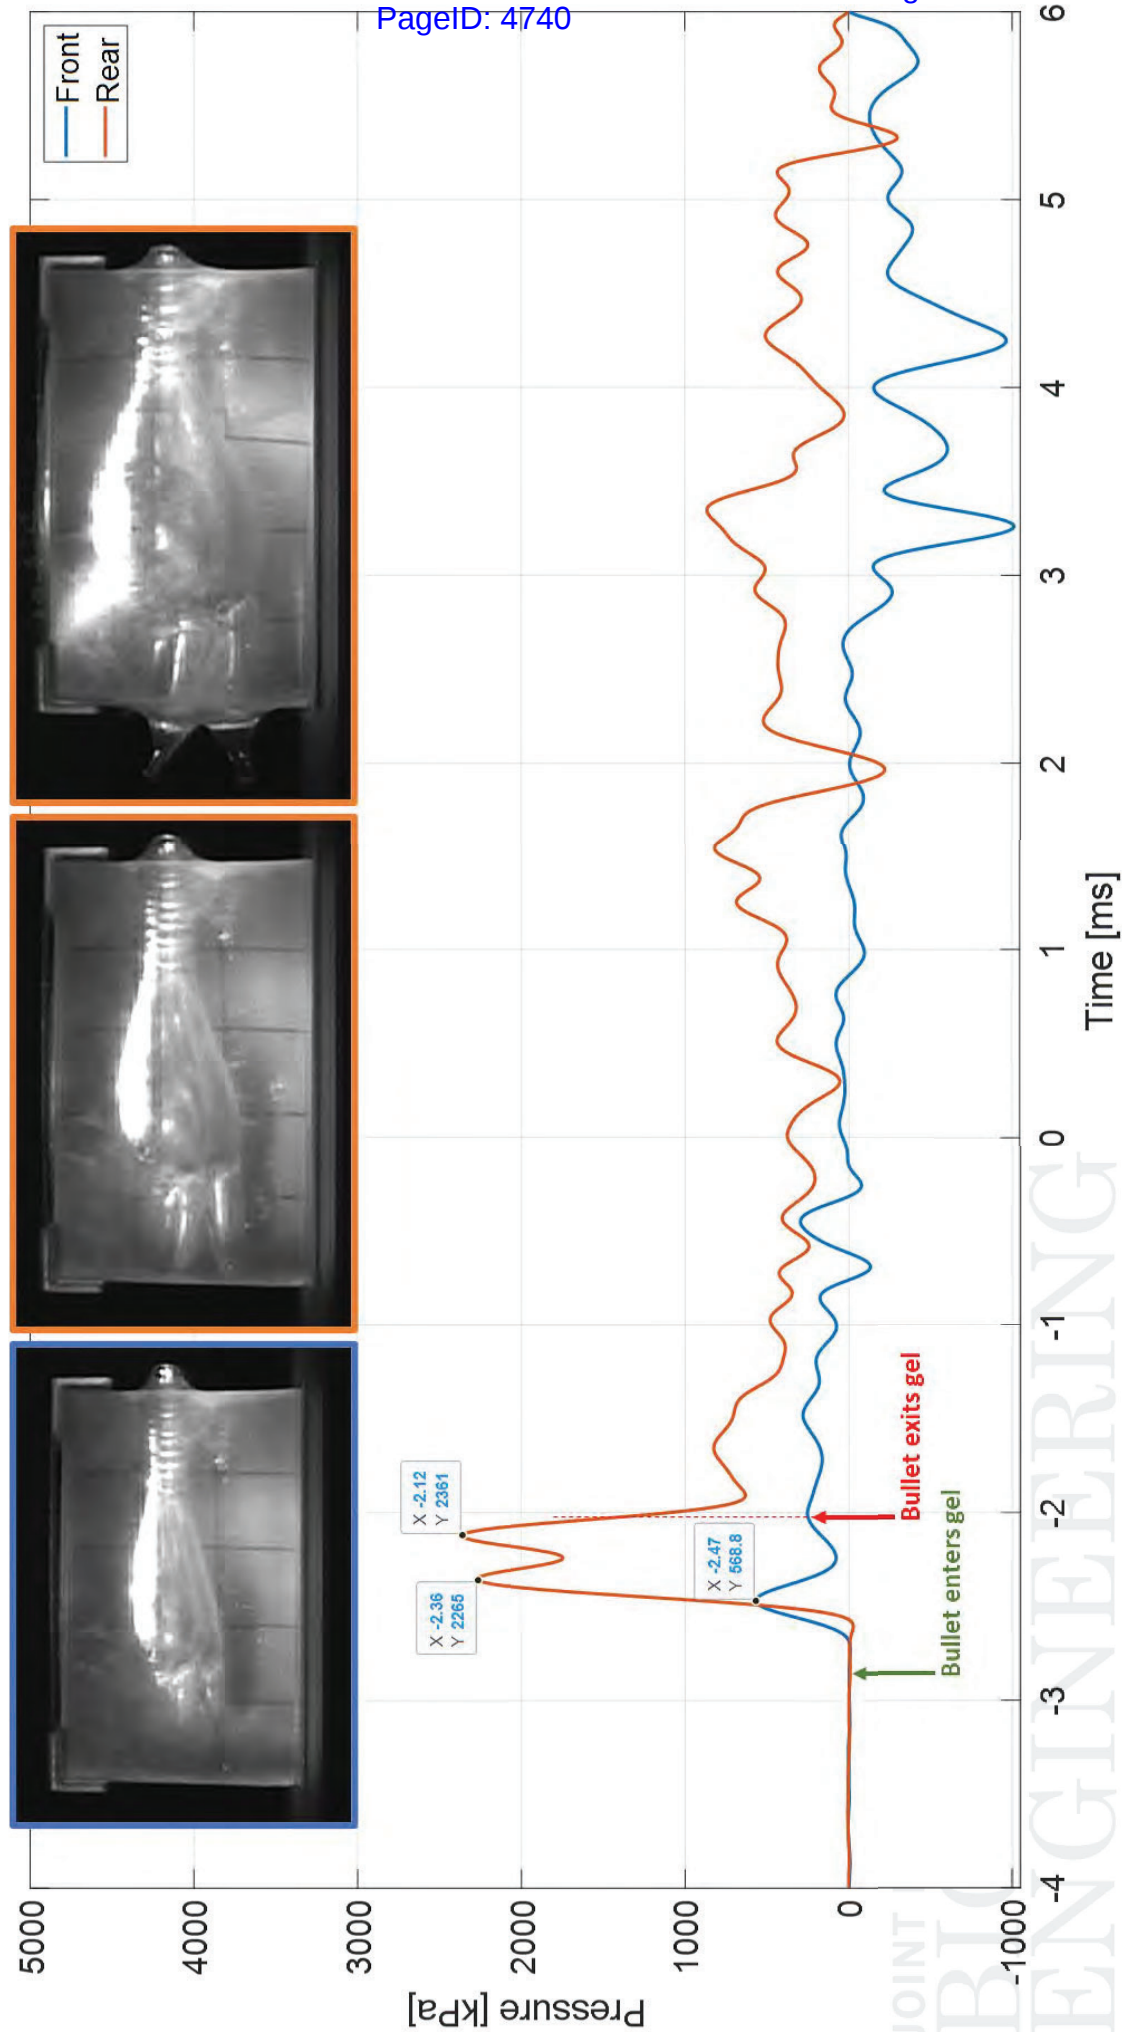 PageID: 4740
Front
Rear
5000
4000
3000
2000
1000
0
-1000
Pressure [kPa]
X -2.36
Y 2265
X -2.12
Y 2361
X -2.47
Y 568.8
Bullet enters gel
Bullet exits gel
-4
-3
-2
-1
0
1
2
3
4
5
6
Time [ms]
JOINT
BIO
ENGINEERING